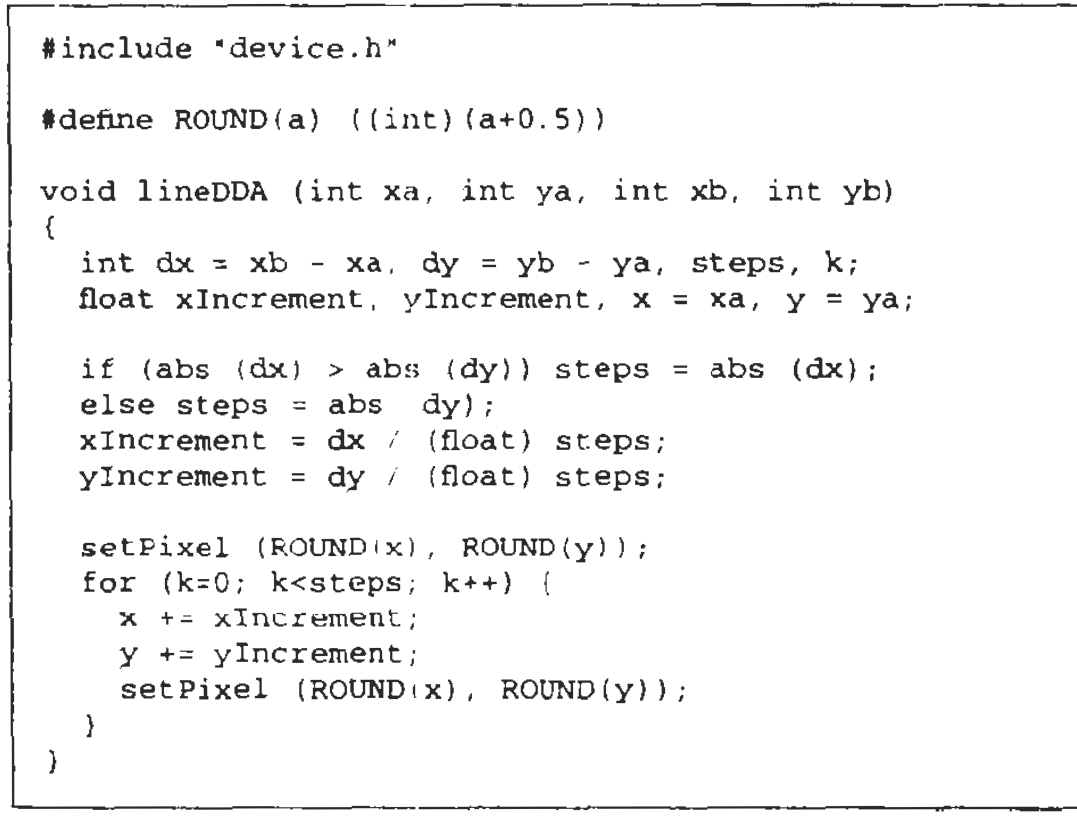 #include "device.h"
#define ROUND(a) ((int)(a+0.5))
void lineDDA (int xa, int ya, int xb, int yb)
{
int dx = xb - xa, dy = yb - ya, steps, k;
float xIncrement, yIncrement, x = xa, y = ya;
if (abs (dx) > abs (dy)) steps = abs (dx);
else steps = abs dy);
xIncrement = dx / (float) steps;
yIncrement = dy / (float) steps;
setPixel (ROUND(x), ROUND(y));
for (k=0; k<steps; k++) {
x += xIncrement;
y += yIncrement;
setPixel (ROUND(x), ROUND(y));
}
}